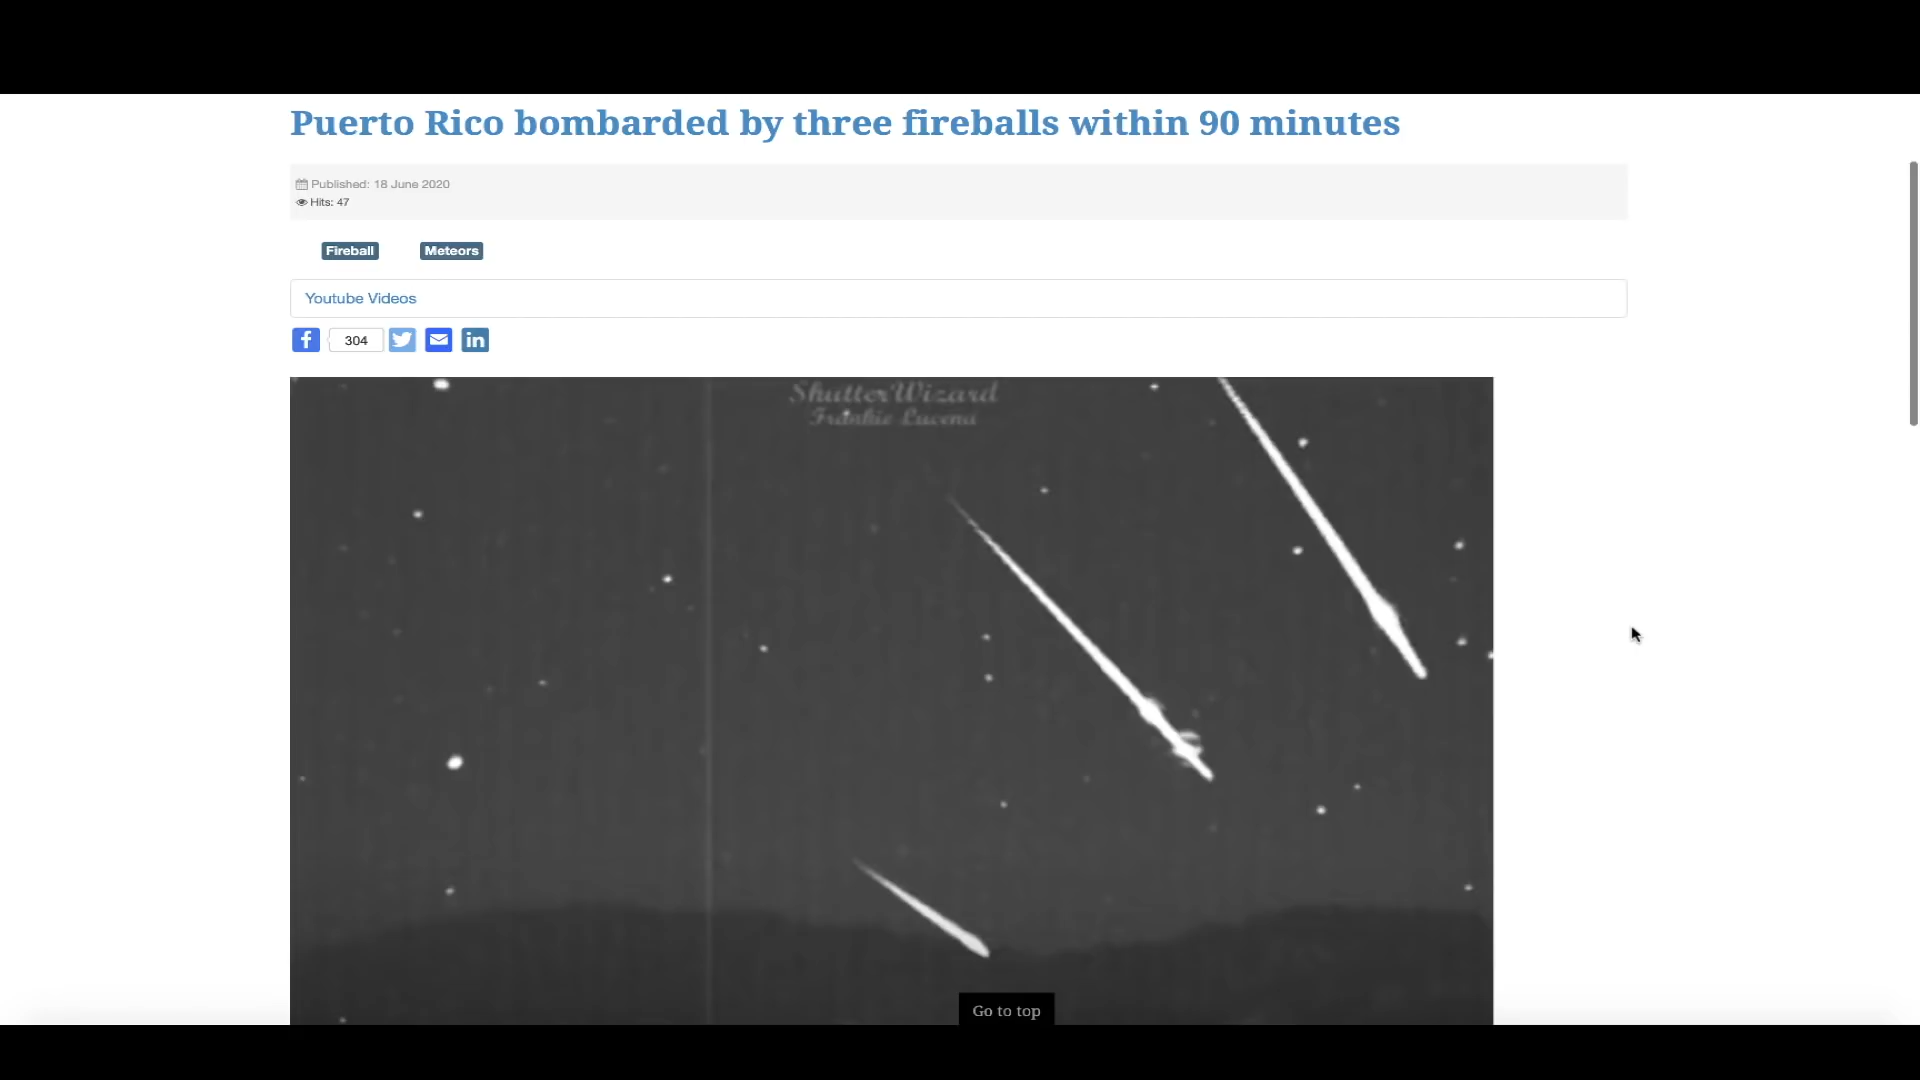 Puerto Rico bombarded by three fireballs within 90 minutes
Published: 18 June 2020
Hits: 47
Fireball Meteors
Youtube Videos
f 304 in
ShutterWizard
Frankie Lucena
Go to top